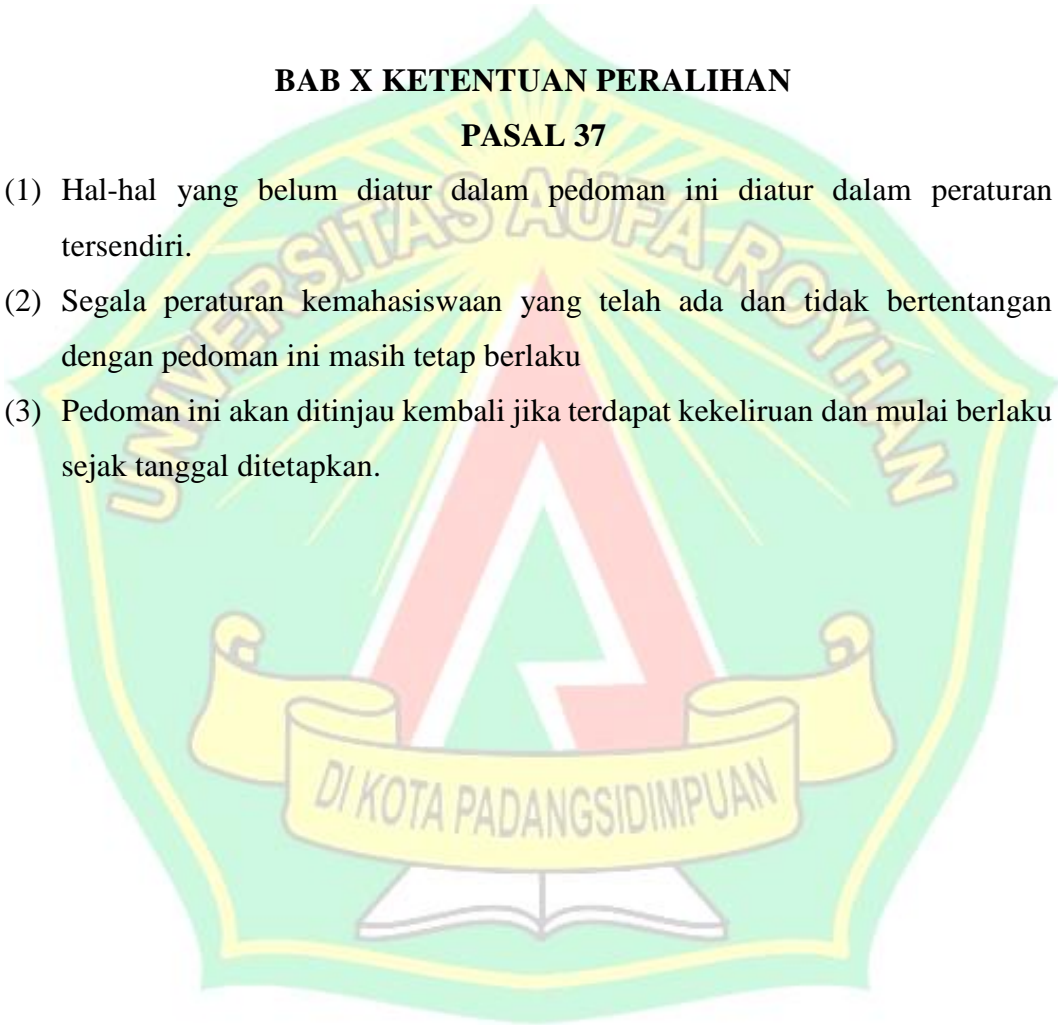 BAB X KETENTUAN PERALIHAN
PASAL 37
(1) Hal-hal yang belum diatur dalam pedoman ini diatur dalam peraturan
tersendiri.
(2) Segala peraturan kemahasiswaan yang telah ada dan tidak bertentangan
dengan pedoman ini masih tetap berlaku
(3) Pedoman ini akan ditinjau kembali jika terdapat kekeliruan dan mulai berlaku
sejak tanggal ditetapkan.
UNIVERSITAS AUFA ROYHAN
DI KOTA PADANGSIDIMPUAN